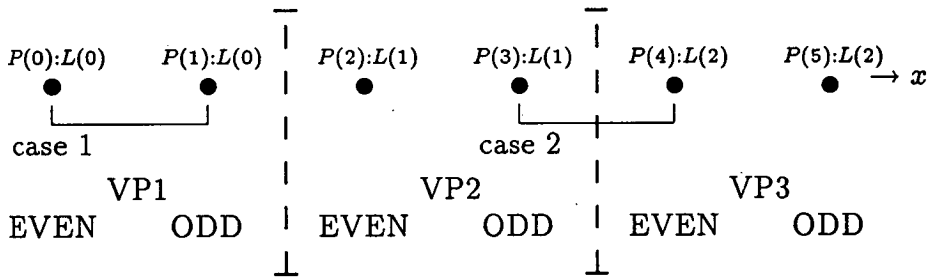 P(0):L(0) P(1):L(0) P(2):L(1) P(3):L(1) P(4):L(2) P(5):L(2)
→ x
case 1 case 2
VP1 VP2 VP3
EVEN ODD EVEN ODD EVEN ODD